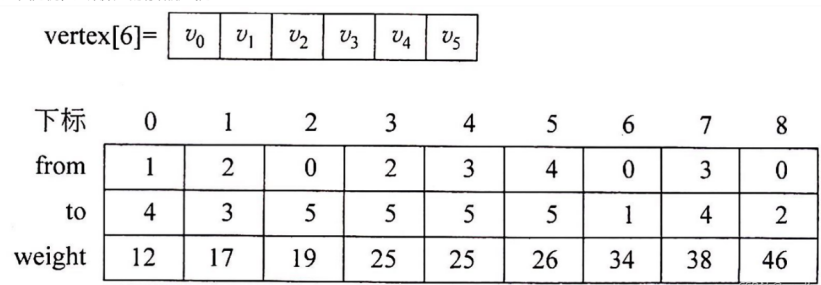 vertex[6]= v₀ v₁ v₂ v₃ v₄ v₅
下标 0 1 2 3 4 5 6 7 8
from 1 2 0 2 3 4 0 3 0
to 4 3 5 5 5 5 1 4 2
weight 12 17 19 25 25 26 34 38 46